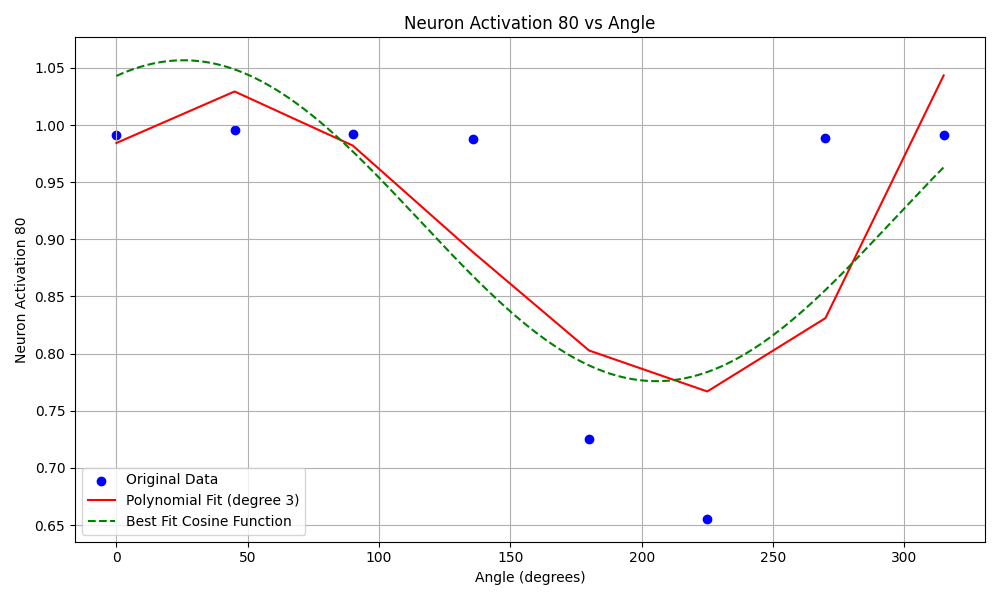 Neuron Activation 80 vs Angle
Neuron Activation 80
1.05
1.00
0.95
0.90
0.85
0.80
0.75
0.70
0.65
Original Data
Polynomial Fit (degree 3)
Best Fit Cosine Function
0 50 100 150 200 250 300
Angle (degrees)